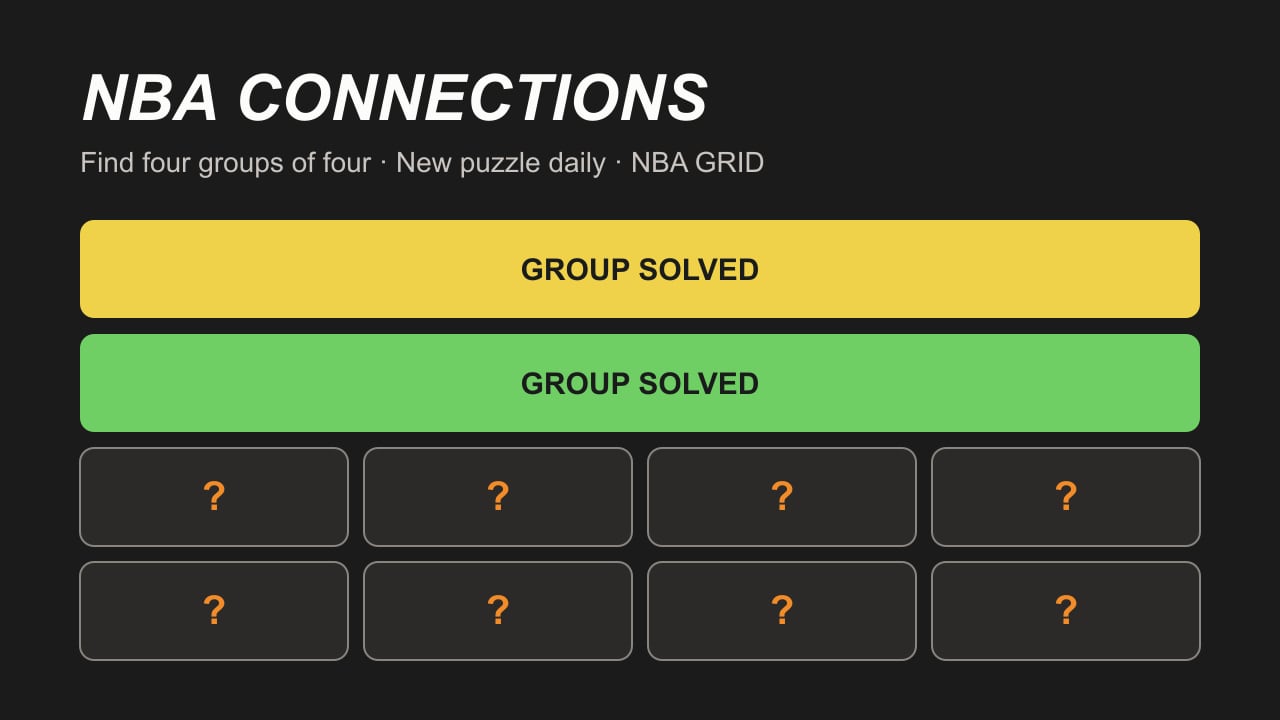 NBA CONNECTIONS
Find four groups of four · New puzzle daily · NBA GRID
GROUP SOLVED
GROUP SOLVED
? ? ? ?
? ? ? ?